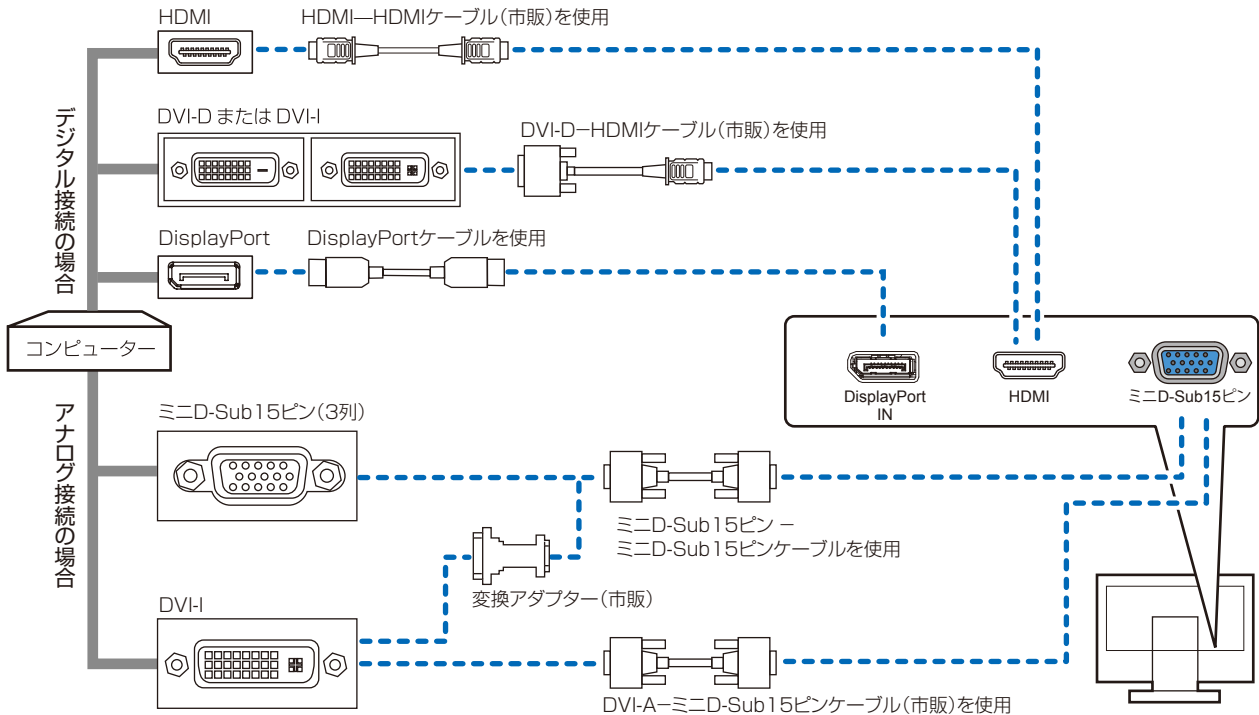 HDMI
HDMI―HDMIケーブル（市販）を使用
デジタル接続の場合
DVI-D または DVI-I
DVI-D−HDMIケーブル（市販）を使用
DisplayPort
DisplayPortケーブルを使用
コンピューター
DisplayPort
IN
HDMI
ミニD-Sub15ピン
アナログ接続の場合
ミニD-Sub15ピン（3列）
ミニD-Sub15ピン −
ミニD-Sub15ピンケーブルを使用
変換アダプター（市販）
DVI-I
DVI-A−ミニD-Sub15ピンケーブル（市販）を使用